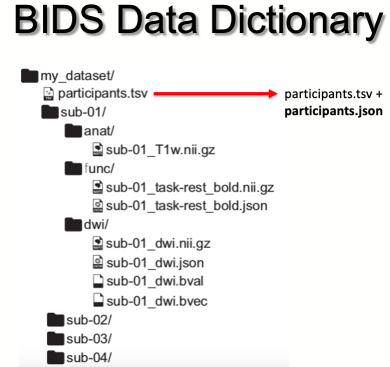 BIDS Data Dictionary
my_dataset/
participants.tsv
participants.tsv +
participants.json
sub-01/
anat/
sub-01_T1w.nii.gz
func/
sub-01_task-rest_bold.nii.gz
sub-01_task-rest_bold.json
dwi/
sub-01_dwi.nii.gz
sub-01_dwi.json
sub-01_dwi.bval
sub-01_dwi.bvec
sub-02/
sub-03/
sub-04/